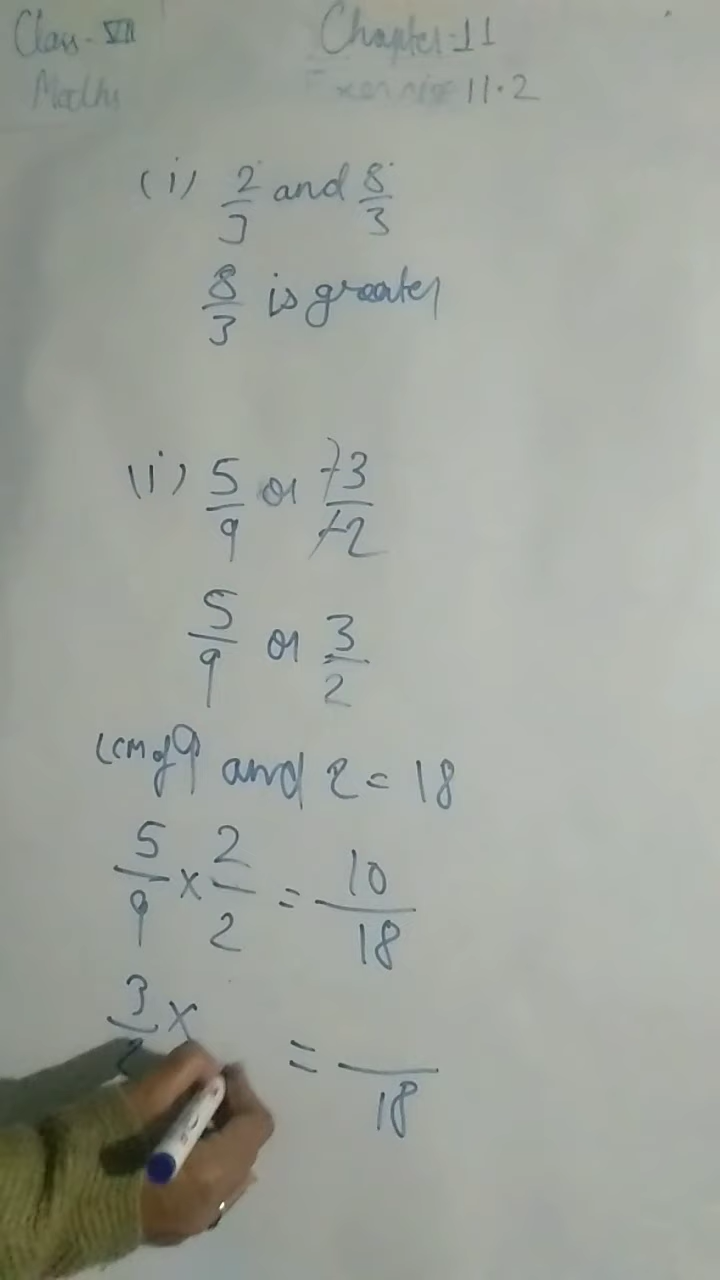 Class-VII Chapter-11
Maths Exercise 11.2
(i) 2/3 and 8/3
8/3 is greater
(i) 5/9 or -3/-2
5/9 or 3/2
LCM of 9 and 2 = 18
5/9 × 2/2 = 10/18
3/2 × = /18